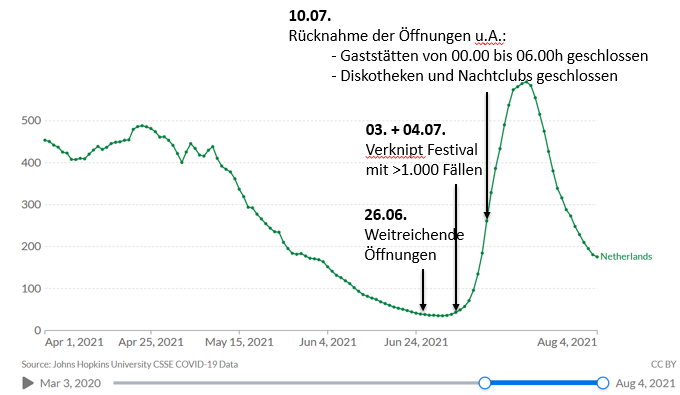 10.07.
Rücknahme der Öffnungen u.A.:
- Gaststätten von 00.00 bis 06.00h geschlossen
- Diskotheken und Nachtclubs geschlossen
500
03. + 04.07.
Verknipt Festival
400
mit >1.000 Fällen
300
26.06.
Weitreichende
Öffnungen
200
Netherlands
100
0
Apr 1, 2021
Apr 25, 2021
May 15, 2021
Jun 4, 2021
Jun 24, 2021
Aug 4, 2021
Source: Johns Hopkins University CSSE COVID-19 Data
CC BY
Mar 3, 2020
Aug 4, 2021